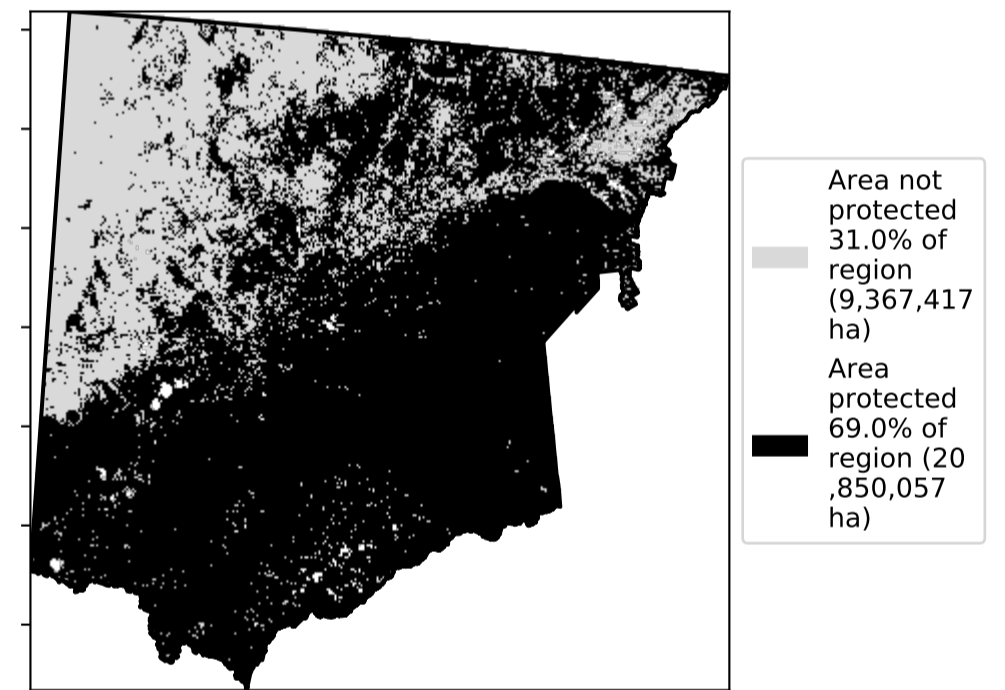 Area not
protected
31.0% of
region
(9,367,417
ha)
Area
protected
69.0% of
region (20
,850,057
ha)